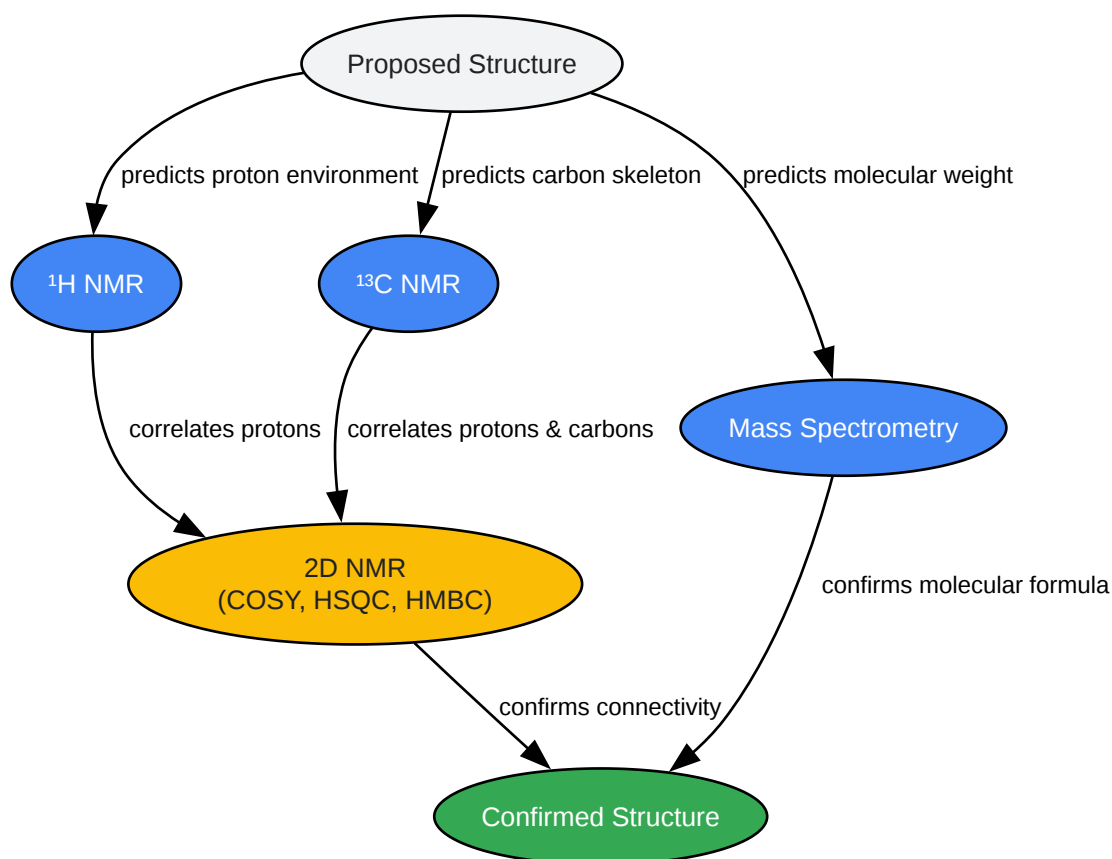 Proposed Structure
predicts proton environment
predicts carbon skeleton
predicts molecular weight
¹H NMR
¹³C NMR
correlates protons
correlates protons & carbons
Mass Spectrometry
2D NMR
(COSY, HSQC, HMBC)
confirms molecular formula
confirms connectivity
Confirmed Structure